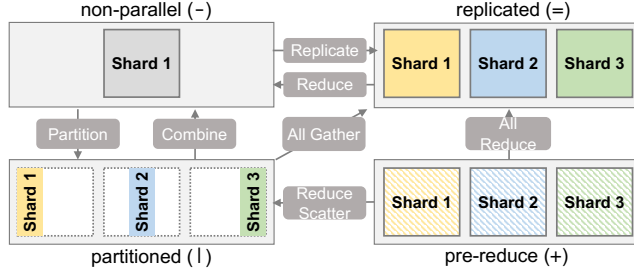 non-parallel (-)
replicated (=)
Shard 1
Replicate
Shard 1
Shard 2
Shard 3
Reduce
Partition
Combine
All Gather
All
Reduce
Shard 1
Shard 2
Shard 3
Reduce
Scatter
Shard 1
Shard 2
Shard 3
partitioned (|)
pre-reduce (+)